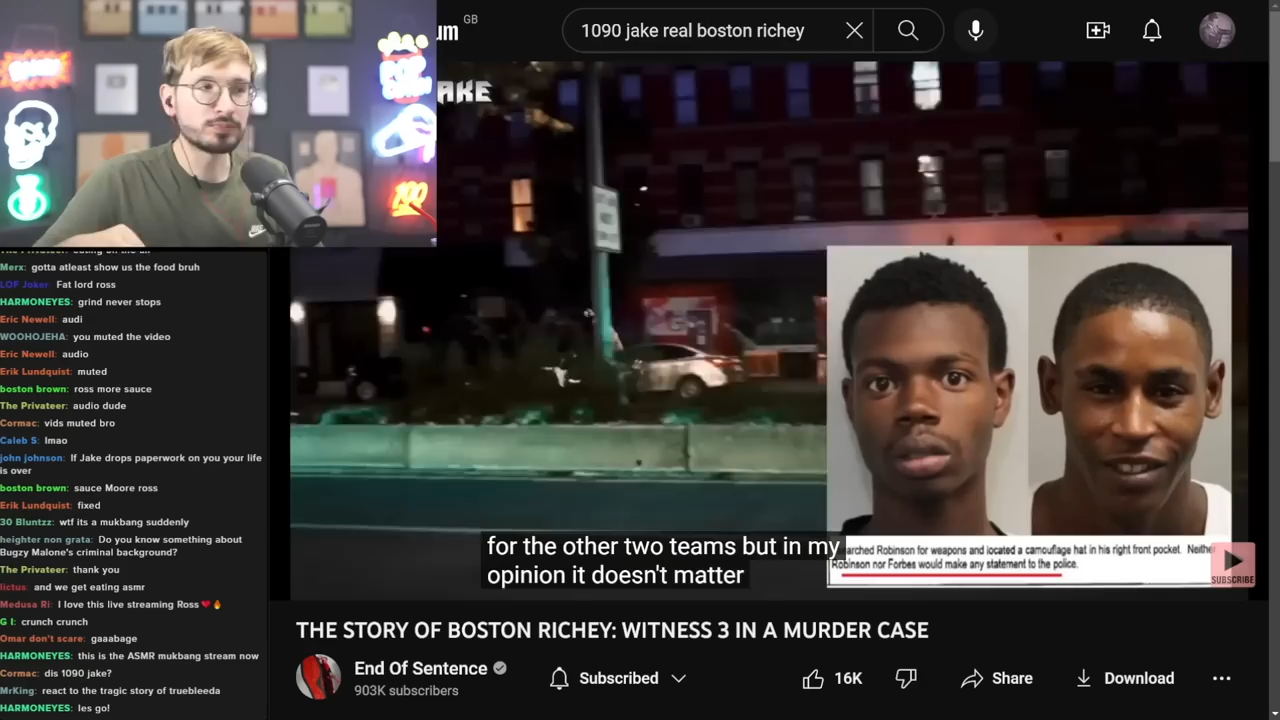 um GB
1090 jake real boston richey
AKE
Merx: gotta atleast show us the food bruh
LOF Joker: Fat lord ross
HARMONEYES: grind never stops
Eric Newell: audi
WOOHOJEHA: you muted the video
Eric Newell: audio
Erik Lundquist: muted
boston brown: ross more sauce
The Privateer: audio dude
Cormac: vids muted bro
Caleb S: lmao
john johnson: If Jake drops paperwork on you your life
is over
boston brown: sauce Moore ross
Erik Lundquist: fixed
30 Bluntzz: wtf its a mukbang suddenly
heighter non grata: Do you know something about
Bugzy Malone's criminal background?
The Privateer: thank you
lictus: and we get eating asmr
Medusa Ri: I love this live streaming Ross
G I: crunch crunch
Omar don't scare: gaaabage
HARMONEYES: this is the ASMR mukbang stream now
Cormac: dis 1090 jake?
MrKing: react to the tragic story of truebleeda
HARMONEYES: les go!
100
for the other two teams but in my
opinion it doesn't matter
arched Robinson for weapons and located a camouflage hat in his right front pocket. Neither
Robinson nor Forbes would make any statement to the police.
SUBSCRIBE
THE STORY OF BOSTON RICHEY: WITNESS 3 IN A MURDER CASE
End Of Sentence
903K subscribers
Subscribed
16K
Share
Download